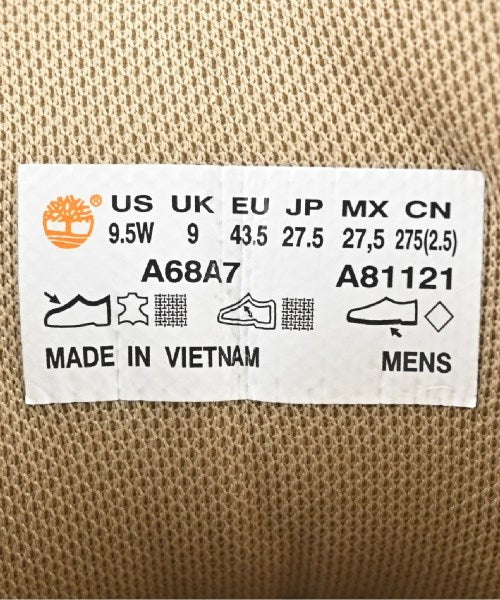 ® US UK EU JP MX CN
9.5W 9 43.5 27.5 27,5 275(2.5)
A68A7 A81121
MADE IN VIETNAM MENS